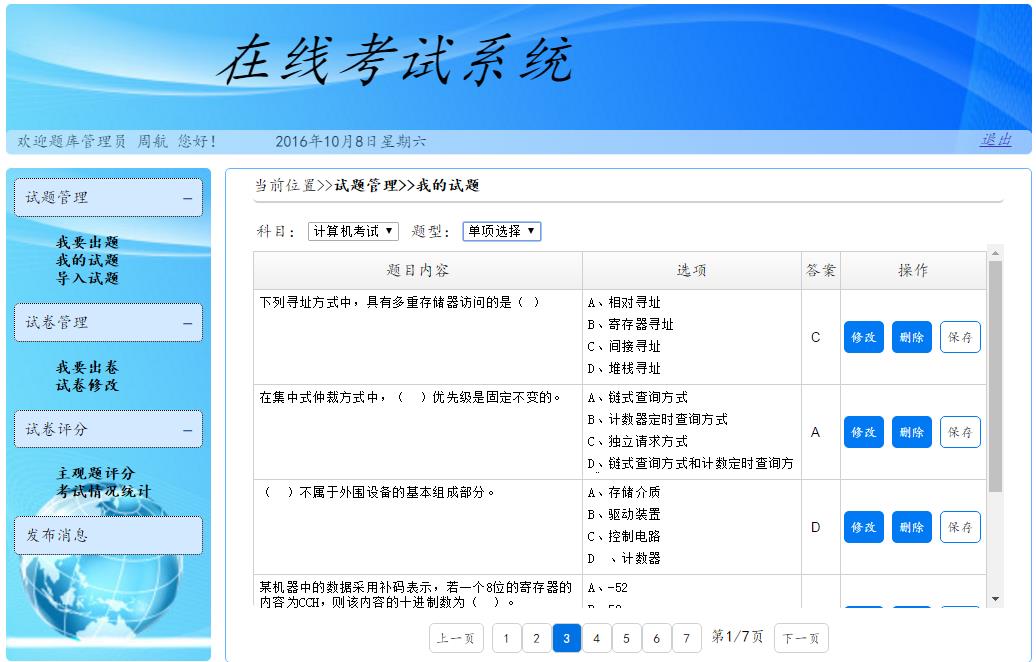 在线考试系统
欢迎题库管理员 周航 您好! 2016年10月8日星期六 退出
试题管理 −
我要出题
我的试题
导入试题
试卷管理 −
我要出卷
试卷修改
试卷评分 −
主观题评分
考试情况统计
发布消息
当前位置>>试题管理>>我的试题
科目： 计算机考试 题型： 单项选择
题目内容 选项 答案 操作
下列寻址方式中，具有多重存储器访问的是（ ）
A、相对寻址
B、寄存器寻址
C、间接寻址
D、堆栈寻址
C 修改 删除 保存
在集中式仲裁方式中，（ ）优先级是固定不变的。
A、链式查询方式
B、计数器定时查询方式
C、独立请求方式
D、链式查询方式和计数定时查询方
A 修改 删除 保存
（ ）不属于外围设备的基本组成部分。
A、存储介质
B、驱动装置
C、控制电路
D 、计数器
D 修改 删除 保存
某机器中的数据采用补码表示，若一个8位的寄存器的
内容为CCH，则该内容的十进制数为（ ）。
A、-52
上一页 1 2 3 4 5 6 7 第1/7页 下一页